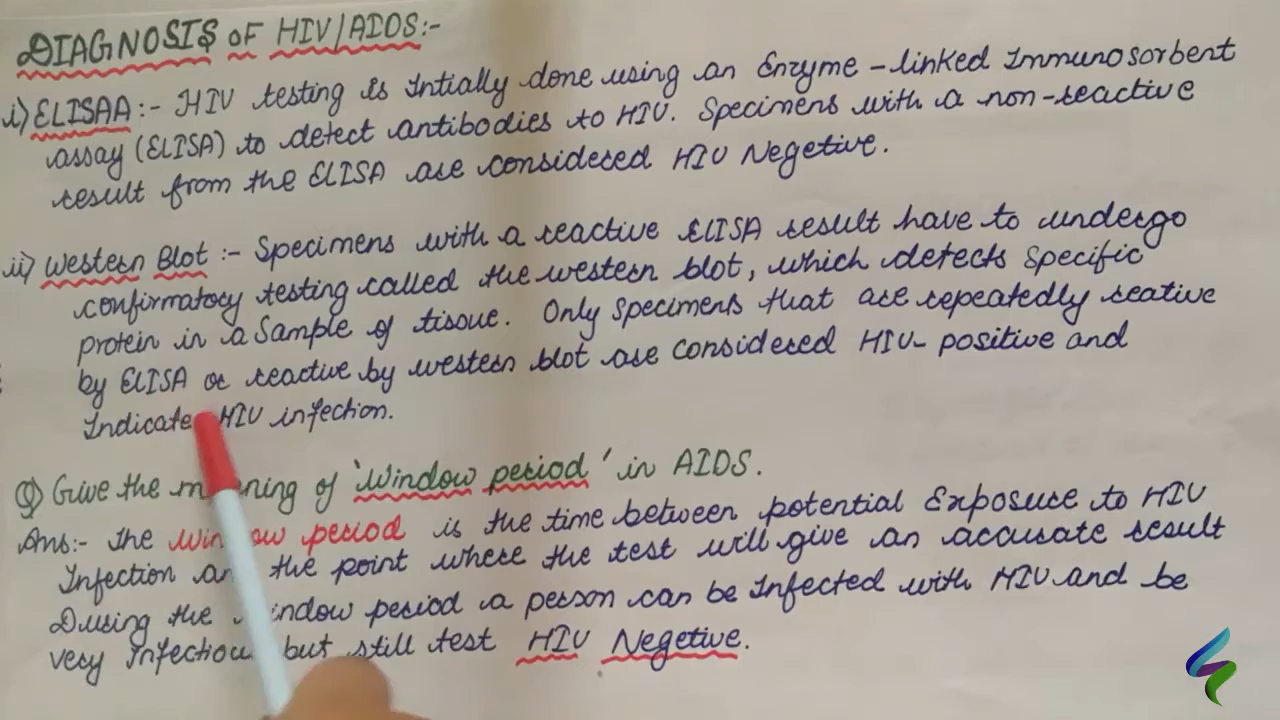 DIAGNOSIS OF HIV/AIDS:-
i) ELISAA :- HIV testing is Intially done using an Enzyme-linked Immunosorbent
assay (ELISA) to detect antibodies to HIV. Specimens with a non-reactive
result from the ELISA are considered HIV Negetive.
ii) Western Blot :- Specimens with a reactive ELISA result have to undergo
confirmatory testing called the western blot, which detects specific
protein in a sample of tissue. Only specimens that are repeatedly reative
by ELISA or reactive by western blot are considered HIV- positive and
Indicate HIV infection.
Q) Give the meaning of 'Window period' in AIDS.
Ans:- The window period is the time between potential Exposure to HIV
Infection and the point where the test will give an accurate result
During the window period a person can be Infected with HIV and be
very Infectious but still test HIV Negetive.